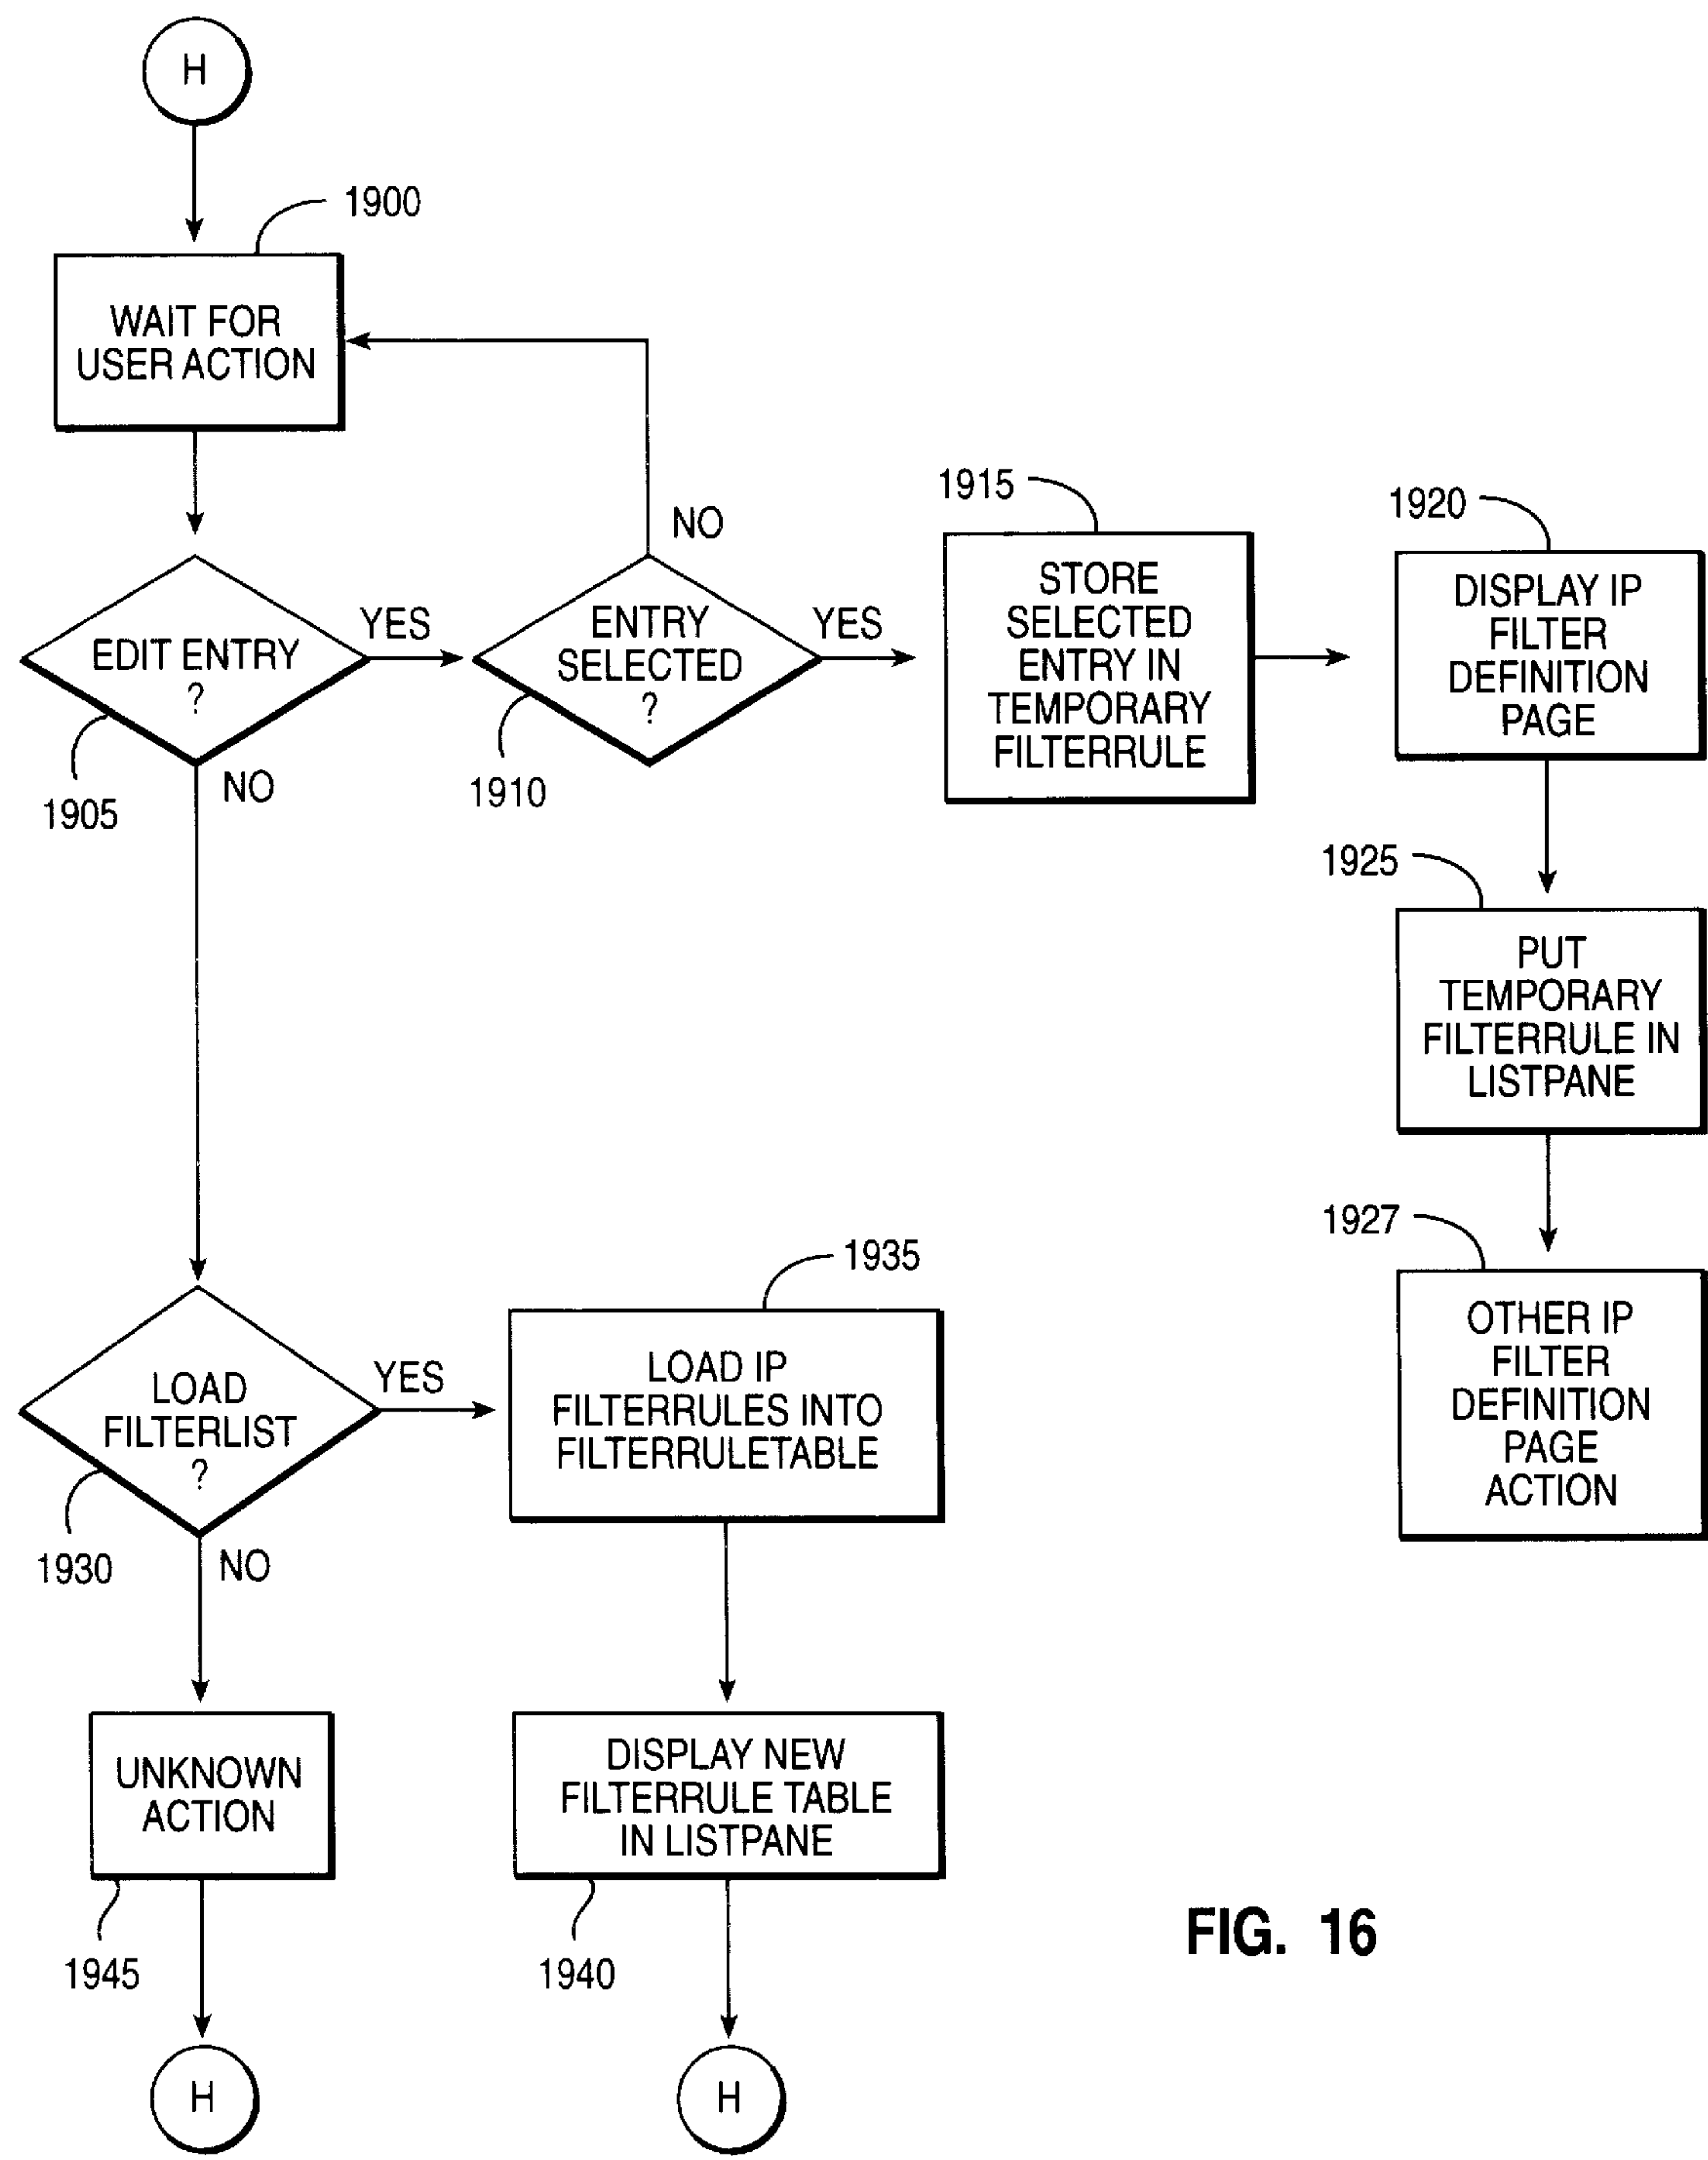 H
1900
WAIT FOR
USER ACTION
NO
1915
1920
EDIT ENTRY
?
YES
1905
NO
ENTRY
SELECTED
?
YES
1910
STORE
SELECTED
ENTRY IN
TEMPORARY
FILTERRULE
DISPLAY IP
FILTER
DEFINITION
PAGE
1925
PUT
TEMPORARY
FILTERRULE IN
LISTPANE
1927
OTHER IP
FILTER
DEFINITION
PAGE
ACTION
LOAD
FILTERLIST
?
YES
1930
NO
1935
LOAD IP
FILTERRULES INTO
FILTERRULETABLE
UNKNOWN
ACTION
1945
H
DISPLAY NEW
FILTERRULE TABLE
IN LISTPANE
1940
H
FIG. 16